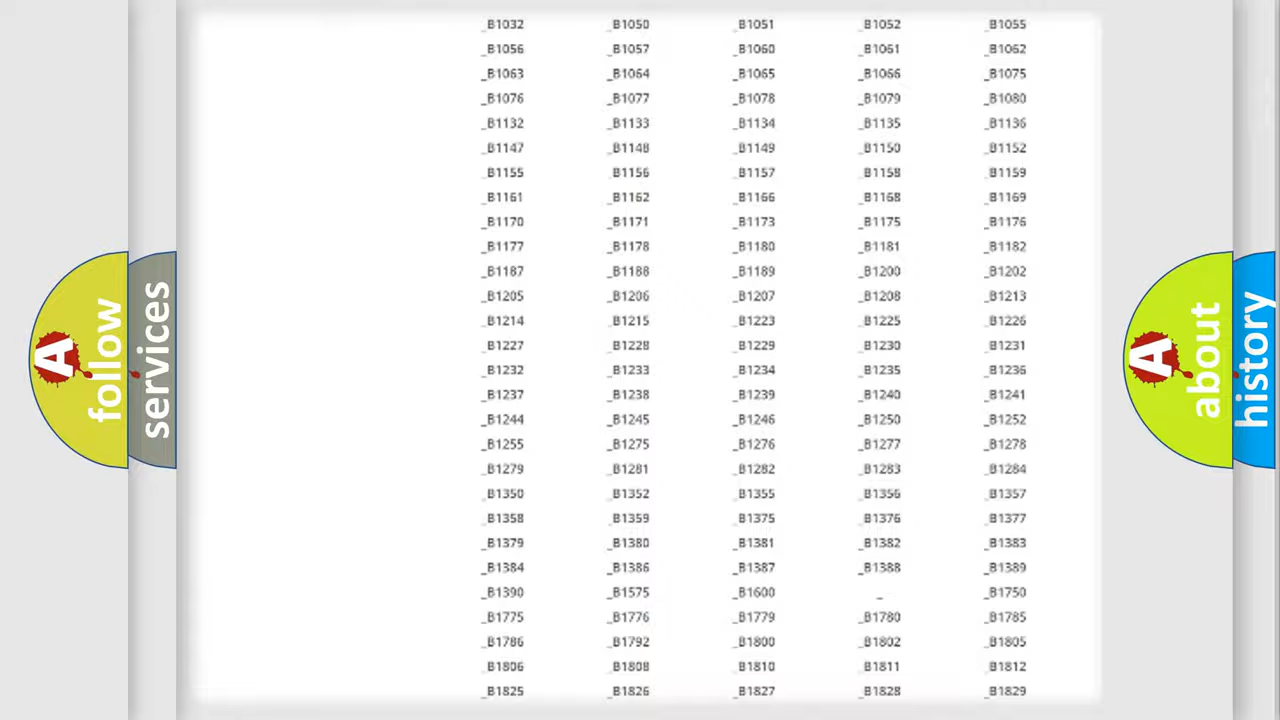 _B1032 _B1050 _B1051 _B1052 _B1055
_B1056 _B1057 _B1060 _B1061 _B1062
_B1063 _B1064 _B1065 _B1066 _B1075
_B1076 _B1077 _B1078 _B1079 _B1080
_B1132 _B1133 _B1134 _B1135 _B1136
_B1147 _B1148 _B1149 _B1150 _B1152
_B1155 _B1156 _B1157 _B1158 _B1159
_B1161 _B1162 _B1166 _B1168 _B1169
_B1170 _B1171 _B1173 _B1175 _B1176
_B1177 _B1178 _B1180 _B1181 _B1182
_B1187 _B1188 _B1189 _B1200 _B1202
_B1205 _B1206 _B1207 _B1208 _B1213
_B1214 _B1215 _B1223 _B1225 _B1226
_B1227 _B1228 _B1229 _B1230 _B1231
_B1232 _B1233 _B1234 _B1235 _B1236
_B1237 _B1238 _B1239 _B1240 _B1241
_B1244 _B1245 _B1246 _B1250 _B1252
_B1255 _B1275 _B1276 _B1277 _B1278
_B1279 _B1281 _B1282 _B1283 _B1284
_B1350 _B1352 _B1355 _B1356 _B1357
_B1358 _B1359 _B1375 _B1376 _B1377
_B1379 _B1380 _B1381 _B1382 _B1383
_B1384 _B1386 _B1387 _B1388 _B1389
_B1390 _B1575 _B1600 _ _B1750
_B1775 _B1776 _B1779 _B1780 _B1785
_B1786 _B1792 _B1800 _B1802 _B1805
_B1806 _B1808 _B1810 _B1811 _B1812
_B1825 _B1826 _B1827 _B1828 _B1829
A follow
services
A about
history